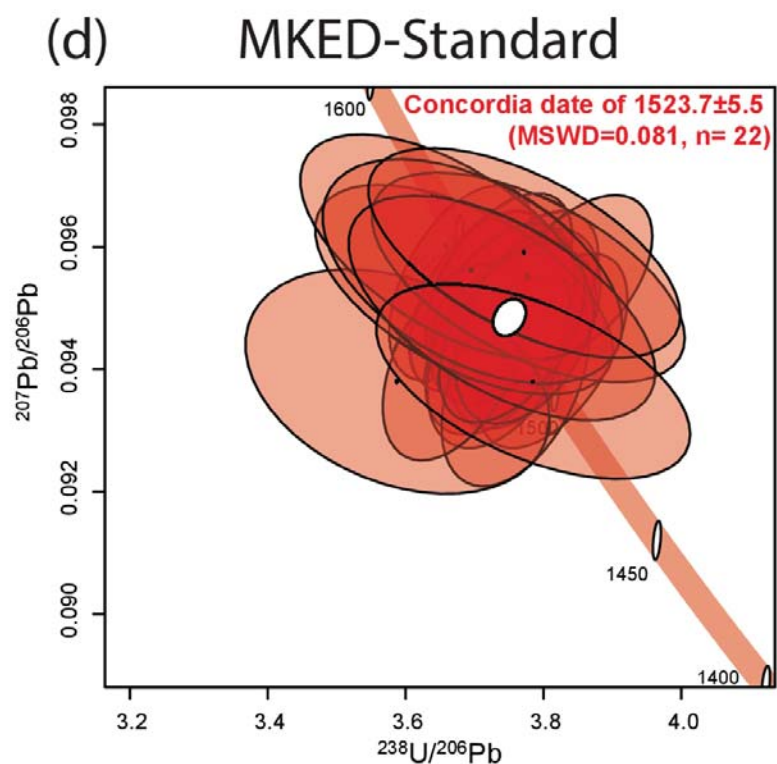 (d) MKED-Standard
Concordia date of 1523.7±5.5
(MSWD=0.081, n= 22)
1600
1500
1450
1400
0.098
0.096
0.094
0.092
0.090
²⁰⁷Pb/²⁰⁶Pb
3.2 3.4 3.6 3.8 4.0
²³⁸U/²⁰⁶Pb